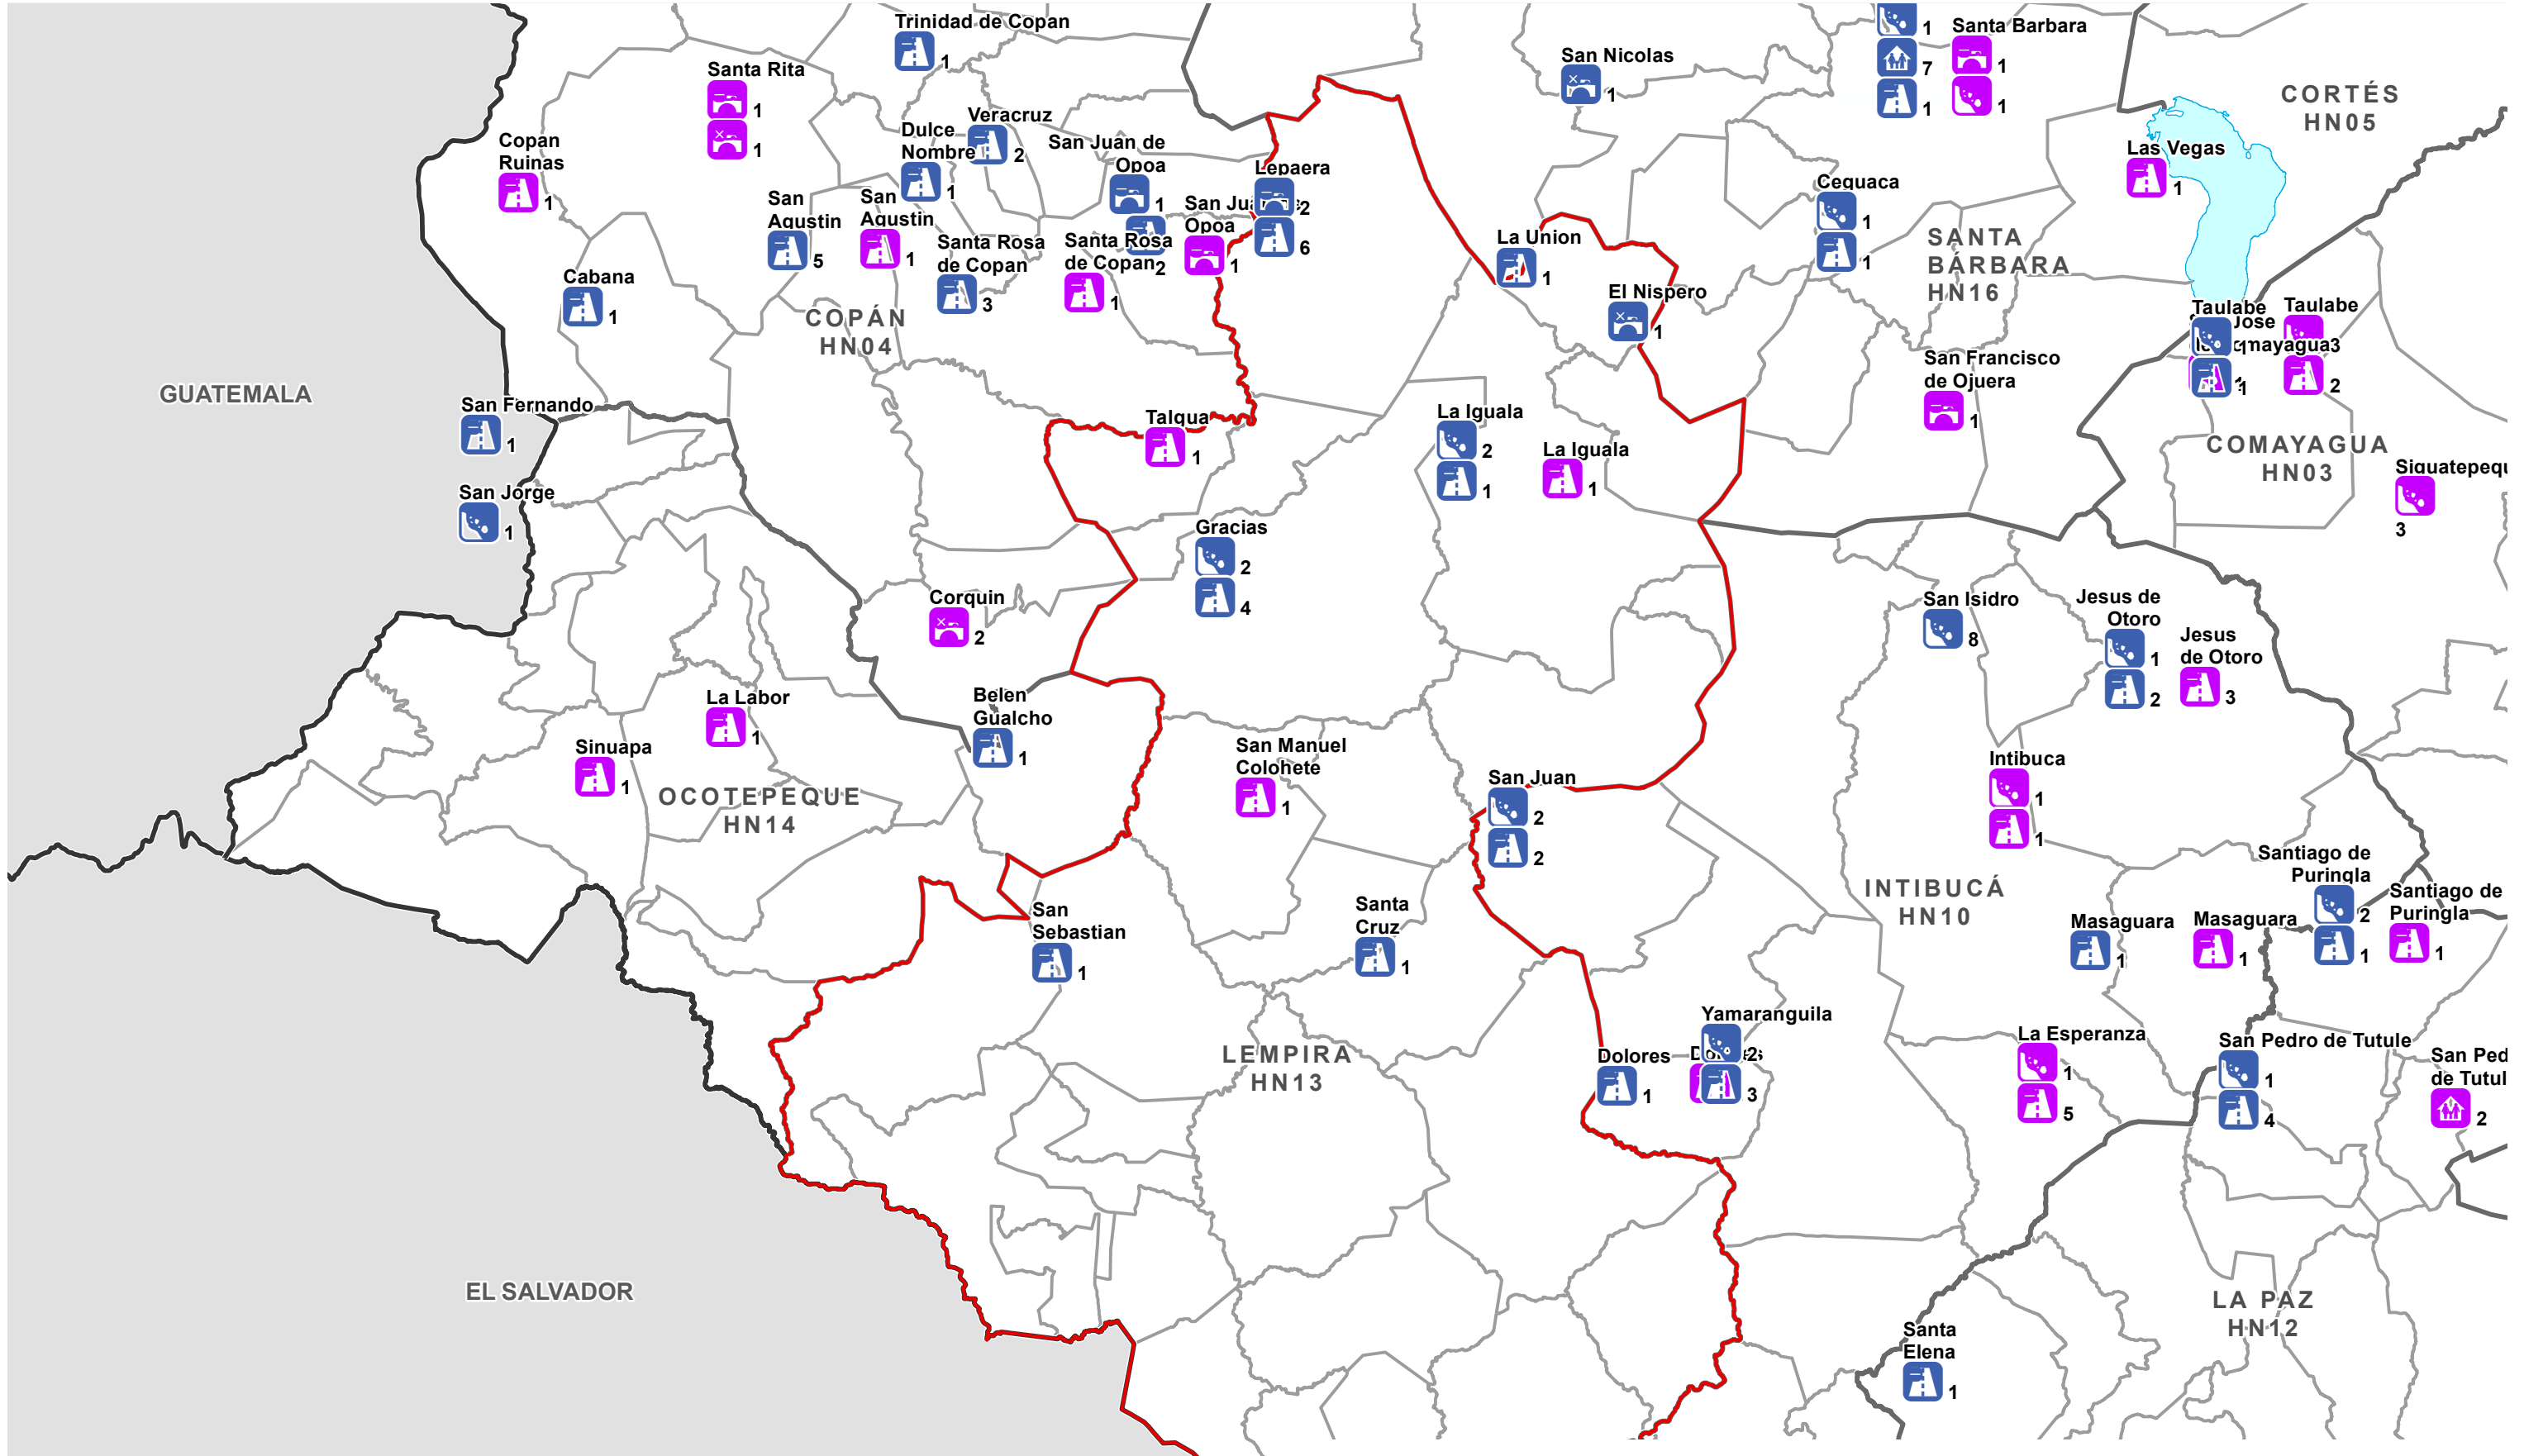 Trinidad de Copan
1
Santa Rita
1
1
Copan
Ruinas
1
Dulce
Nombre
1
Veracruz
2
San Juan de
Opoa
1
2
Lepaera
2
6
San
Agustin
5
San
Agustin
1
Santa Rosa
de Copan
3
Santa Rosa
de Copan
1
Opoa
1
Cabana
1
COPÁN
HN04
San Nicolas
1
1
7
1
Santa Barbara
1
1
CORTÉS
HN05
Las Vegas
1
Cequaca
1
1
SANTA
BÁRBARA
HN16
La Union
1
El Nispero
1
San Francisco
de Ojuera
1
Taulabe
1
Taulabe
3
2
COMAYAGUA
HN03
Siguatepequ
3
GUATEMALA
San Fernando
1
San Jorge
1
Talqua
1
La Iguala
2
1
La Iguala
1
Gracias
2
4
Corquin
2
Belen
Gualcho
1
La Labor
1
Sinuapa
1
OCOTEPEQUE
HN14
San Manuel
Colohete
1
San Juan
2
2
San Isidro
8
Jesus de
Otoro
1
2
Jesus
de Otoro
3
Intibuca
1
1
INTIBUCÁ
HN10
Santiago de
Puringla
2
1
Santiago de
Puringla
1
Masaguara
1
Masaguara
1
San
Sebastian
1
Santa
Cruz
1
LEMPIRA
HN13
Dolores
1
Yamaranguila
2
3
La Esperanza
1
5
San Pedro de Tutule
1
4
San Ped
de Tutul
2
EL SALVADOR
LA PAZ
HN12
Santa
Elena
1